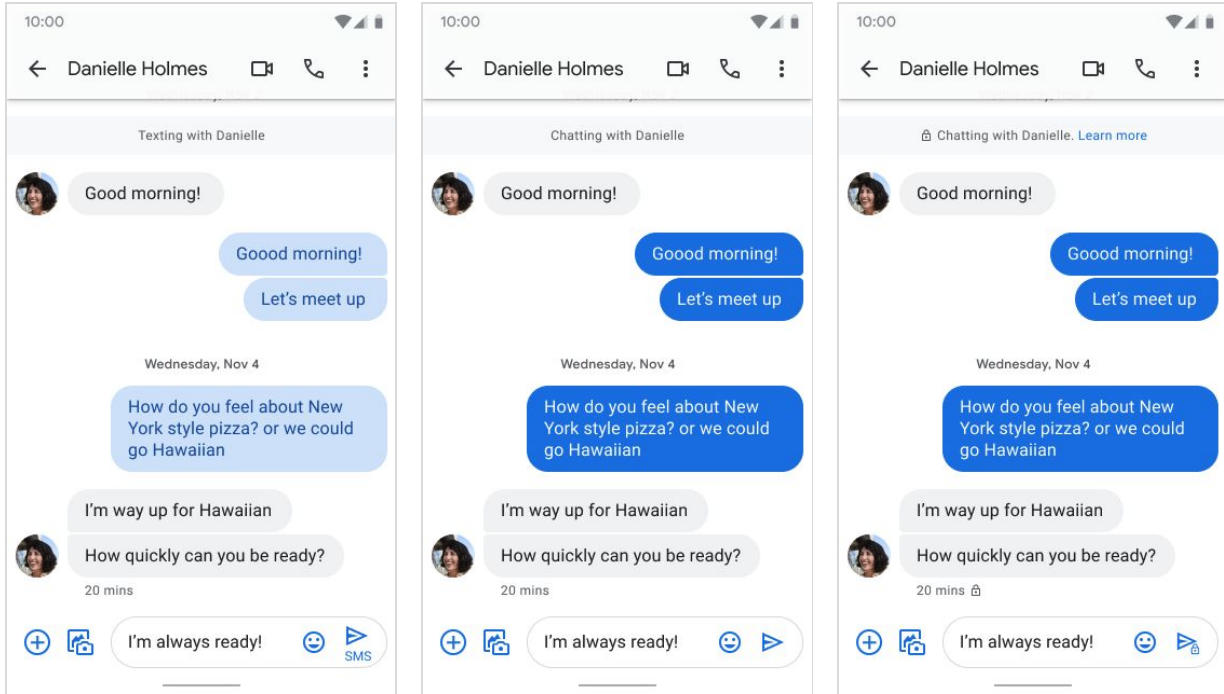 10:00
Danielle Holmes
Texting with Danielle
Good morning!
Goood morning!
Let's meet up
Wednesday, Nov 4
How do you feel about New
York style pizza? or we could
go Hawaiian
I'm way up for Hawaiian
How quickly can you be ready?
20 mins
I'm always ready!
SMS
10:00
Danielle Holmes
Chatting with Danielle
Good morning!
Goood morning!
Let's meet up
Wednesday, Nov 4
How do you feel about New
York style pizza? or we could
go Hawaiian
I'm way up for Hawaiian
How quickly can you be ready?
20 mins
I'm always ready!
10:00
Danielle Holmes
Chatting with Danielle. Learn more
Good morning!
Goood morning!
Let's meet up
Wednesday, Nov 4
How do you feel about New
York style pizza? or we could
go Hawaiian
I'm way up for Hawaiian
How quickly can you be ready?
20 mins
I'm always ready!